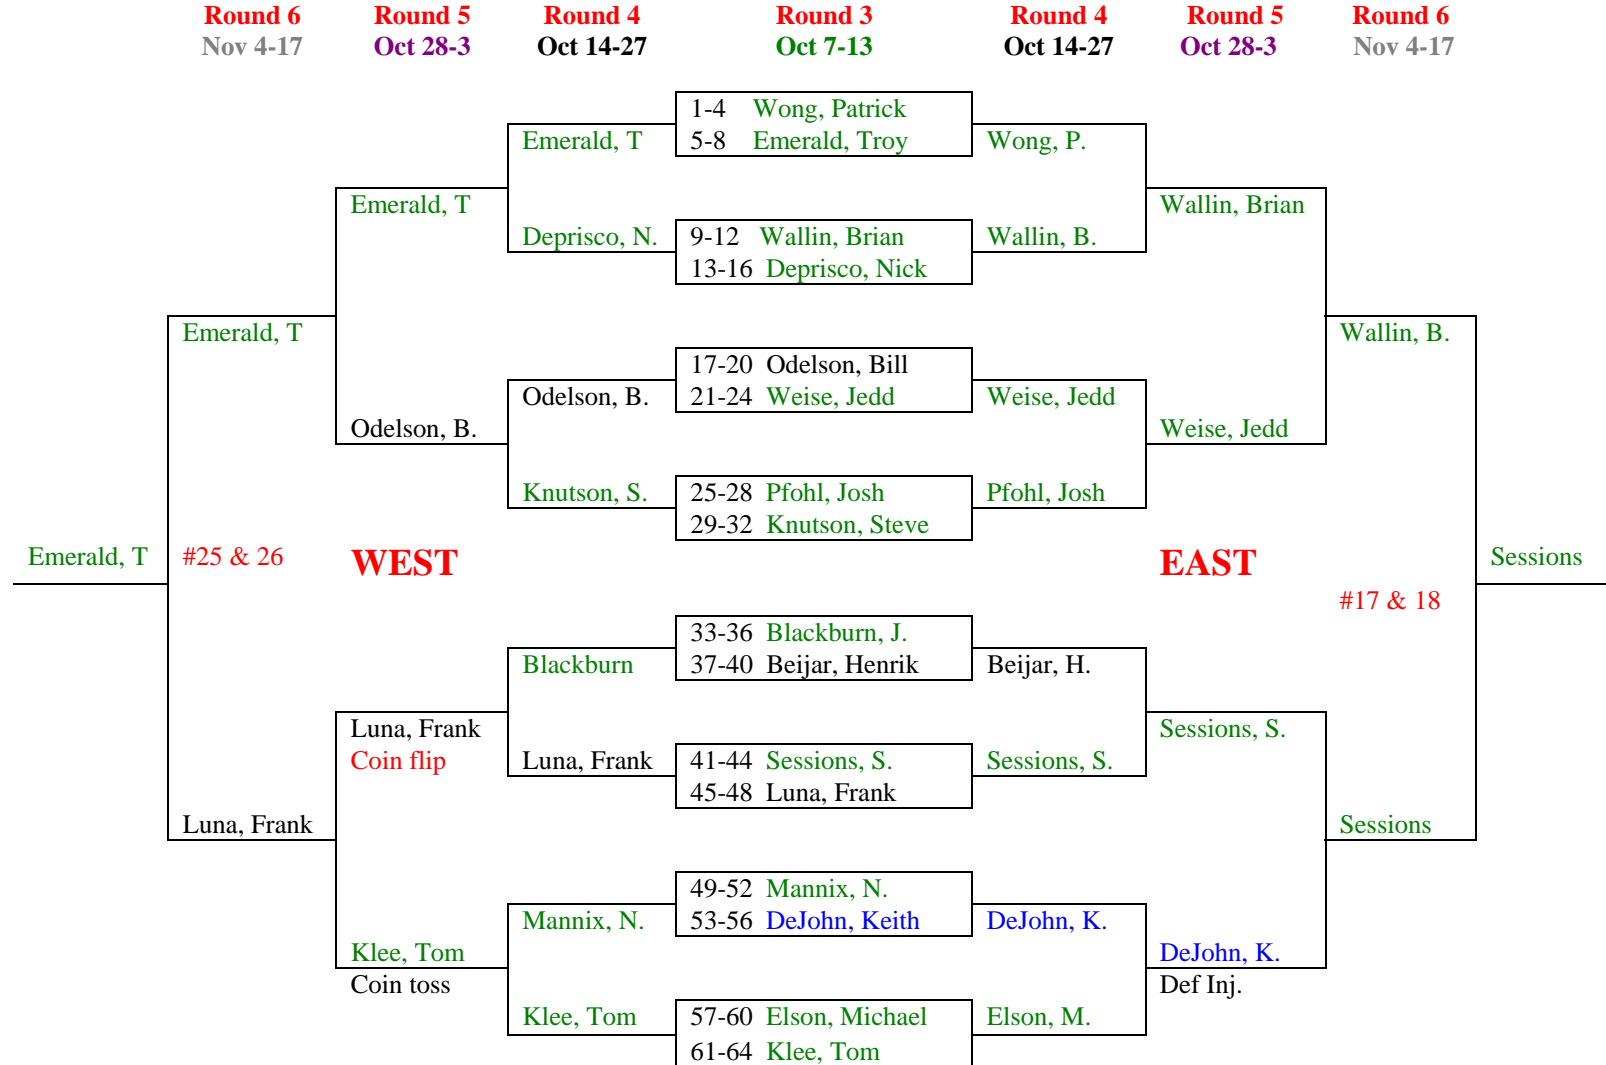 Round 6 Round 5 Round 4 Round 3 Round 4 Round 5 Round 6
Nov 4-17 Oct 28-3 Oct 14-27 Oct 7-13 Oct 14-27 Oct 28-3 Nov 4-17
1-4 Wong, Patrick
Emerald, T 5-8 Emerald, Troy Wong, P.
Emerald, T Wallin, Brian
Deprisco, N. 9-12 Wallin, Brian Wallin, B.
13-16 Deprisco, Nick
Emerald, T Wallin, B.
17-20 Odelson, Bill
Odelson, B. 21-24 Weise, Jedd Weise, Jedd
Odelson, B. Weise, Jedd
Knutson, S. 25-28 Pfohl, Josh Pfohl, Josh
29-32 Knutson, Steve
Emerald, T #25 & 26 WEST EAST Sessions
#17 & 18
33-36 Blackburn, J.
Blackburn 37-40 Beijar, Henrik Beijar, H.
Luna, Frank Sessions, S.
Coin flip Luna, Frank 41-44 Sessions, S. Sessions, S.
45-48 Luna, Frank
Luna, Frank Sessions
49-52 Mannix, N.
Mannix, N. 53-56 DeJohn, Keith DeJohn, K.
Klee, Tom DeJohn, K.
Coin toss Def Inj.
Klee, Tom 57-60 Elson, Michael Elson, M.
61-64 Klee, Tom